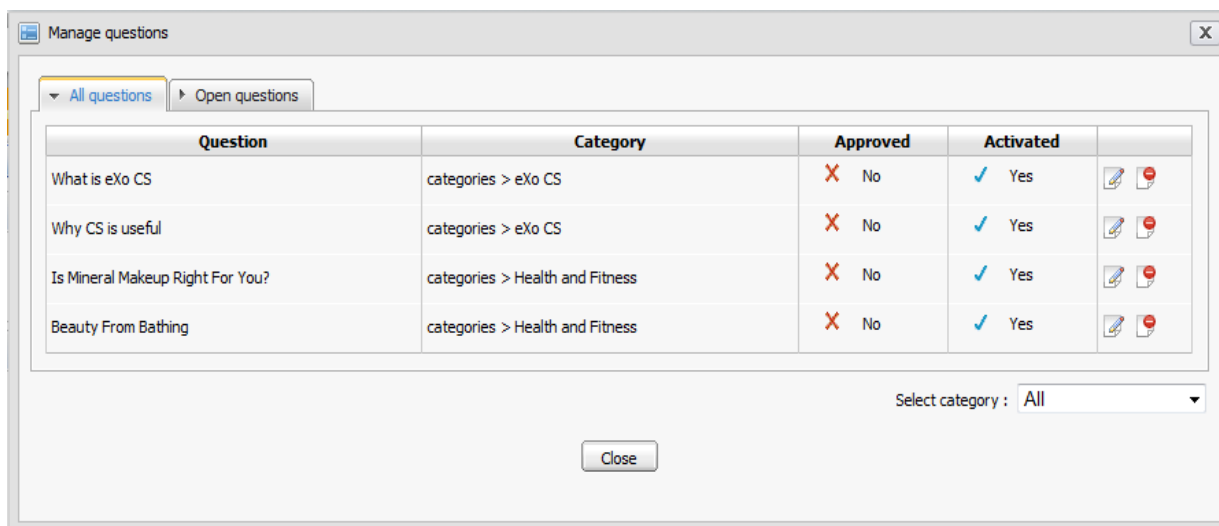 Manage questions
X
All questions Open questions
Question Category Approved Activated
What is eXo CS categories > eXo CS No Yes
Why CS is useful categories > eXo CS No Yes
Is Mineral Makeup Right For You? categories > Health and Fitness No Yes
Beauty From Bathing categories > Health and Fitness No Yes
Select category : All
Close